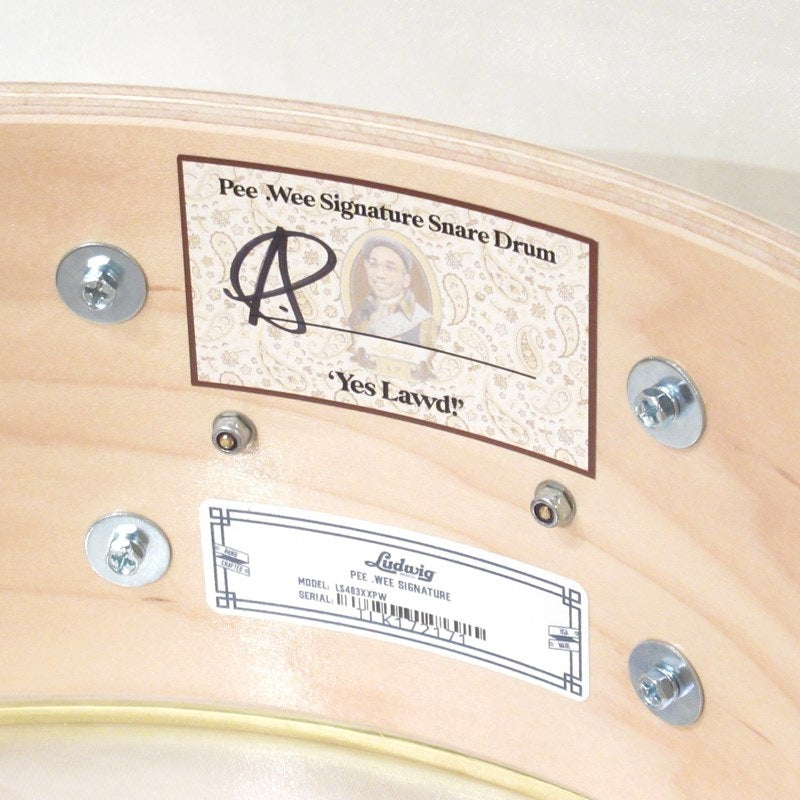 Pee .Wee Signature Snare Drum
'Yes Lawd!'
Ludwig
PEE .WEE SIGNATURE
MODEL: LS403XXPW
SERIAL: